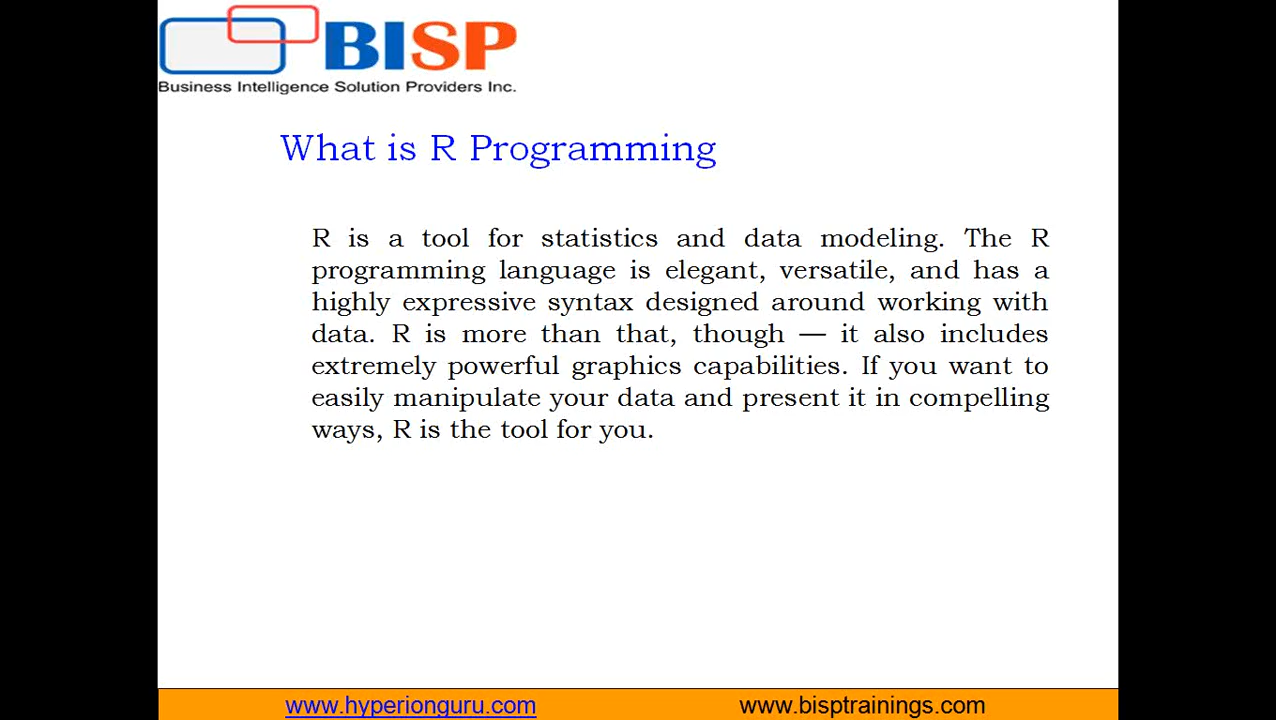 BISP
Business Intelligence Solution Providers Inc.
What is R Programming
R is a tool for statistics and data modeling. The R
programming language is elegant, versatile, and has a
highly expressive syntax designed around working with
data. R is more than that, though — it also includes
extremely powerful graphics capabilities. If you want to
easily manipulate your data and present it in compelling
ways, R is the tool for you.
www.hyperionguru.com
www.bisptrainings.com